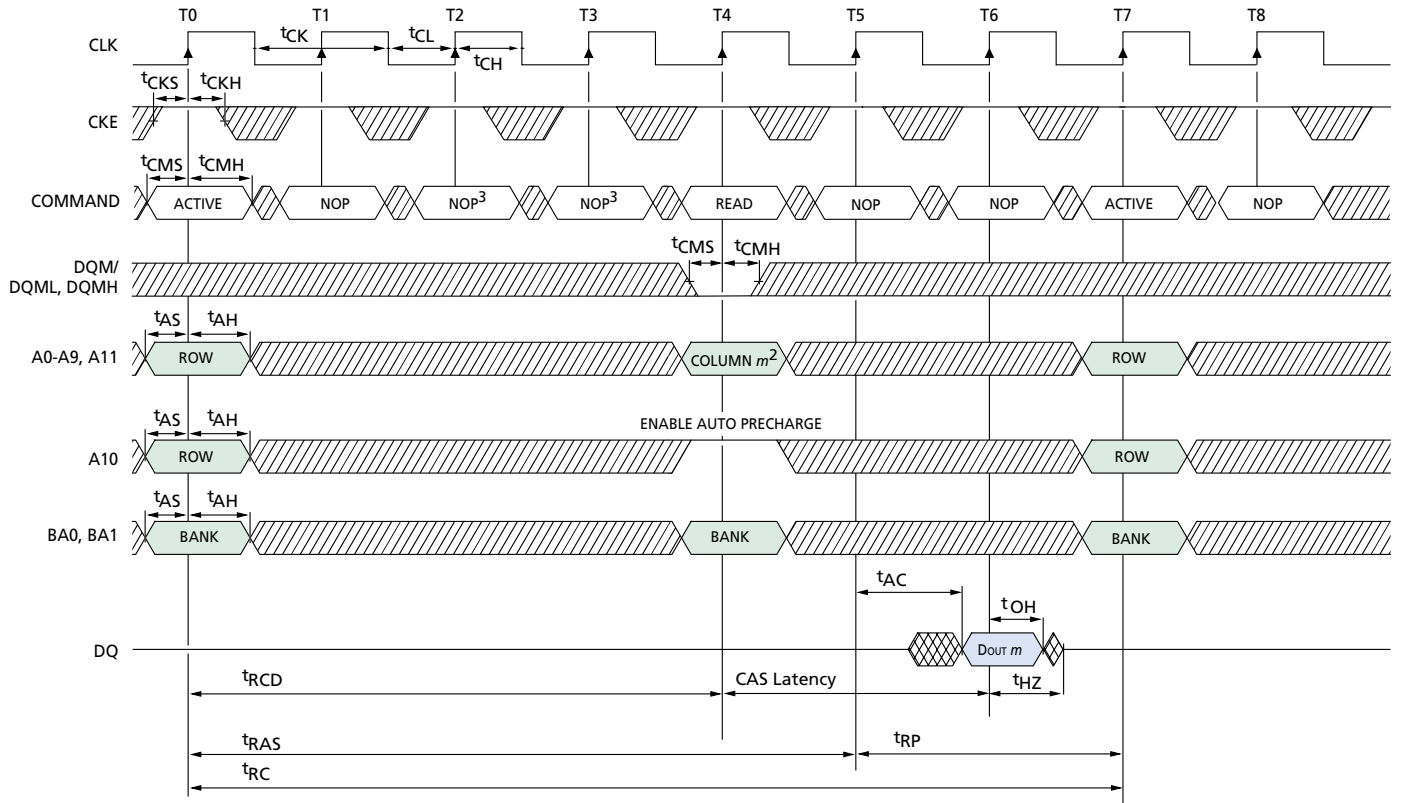 T0 T1 T2 T3 T4 T5 T6 T7 T8
CLK tCK tCL tCH
tCKS tCKH
CKE
tCMS tCMH
COMMAND ACTIVE NOP NOP3 NOP3 READ NOP NOP ACTIVE NOP
tCMS tCMH
DQM/
DQML, DQMH
tAS tAH
A0-A9, A11 ROW COLUMN m2 ROW
tAS tAH
ENABLE AUTO PRECHARGE
A10 ROW ROW
tAS tAH
BA0, BA1 BANK BANK BANK
tAC
tOH
DQ DOUT m
tRCD CAS Latency tHZ
tRAS tRP
tRC